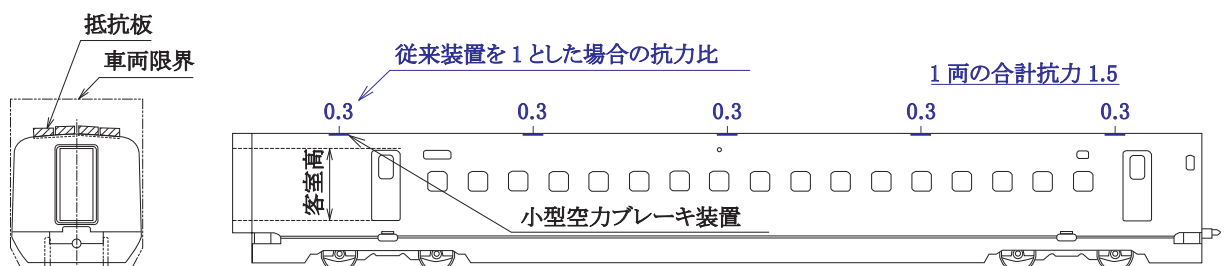 抵抗板
車両限界
従来装置を1とした場合の抗力比
1両の合計抗力 1.5
0.3
0.3
0.3
0.3
0.3
客室高
小型空力ブレーキ装置